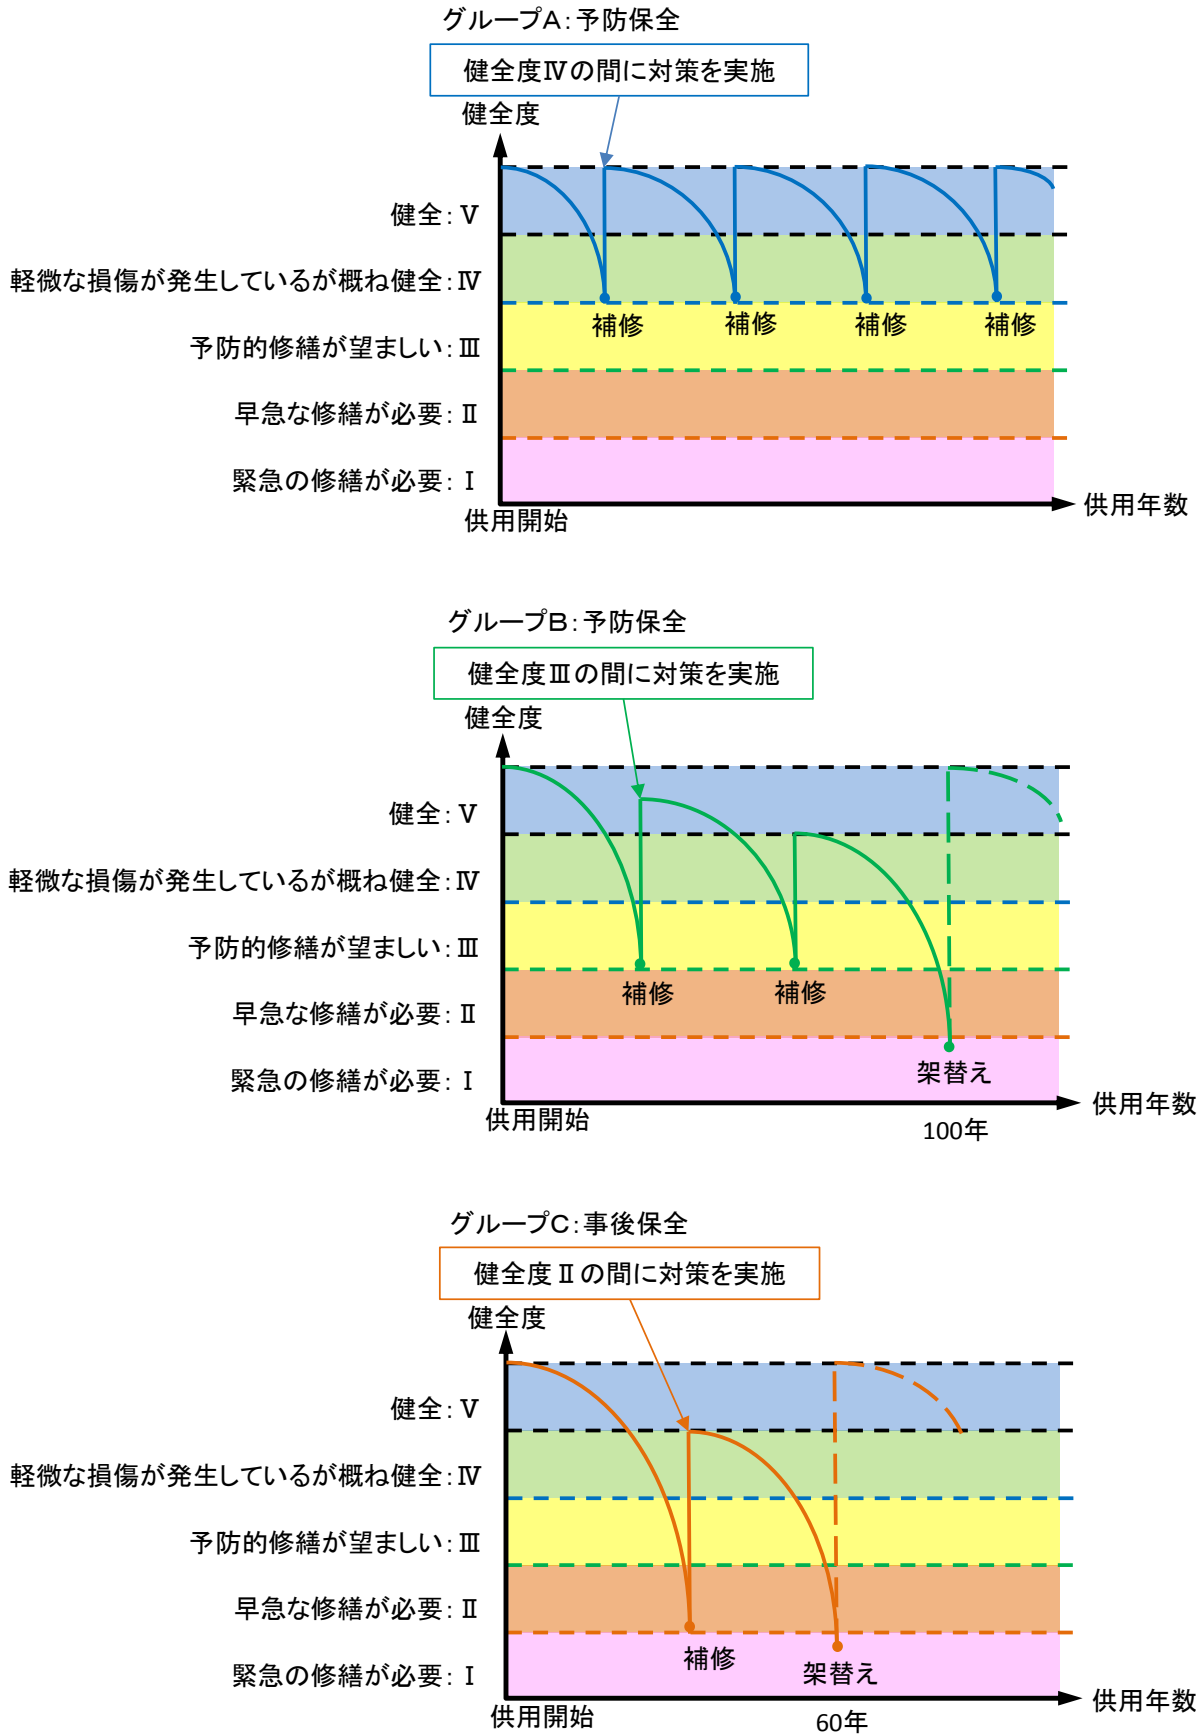 グループA：予防保全
健全度Ⅳの間に対策を実施
健全度
健全：Ⅴ
軽微な損傷が発生しているが概ね健全：Ⅳ
補修 補修 補修 補修
予防的修繕が望ましい：Ⅲ
早急な修繕が必要：Ⅱ
緊急の修繕が必要：Ⅰ
供用年数
供用開始
グループB：予防保全
健全度Ⅲの間に対策を実施
健全度
健全：Ⅴ
軽微な損傷が発生しているが概ね健全：Ⅳ
予防的修繕が望ましい：Ⅲ
補修 補修
早急な修繕が必要：Ⅱ
緊急の修繕が必要：Ⅰ
架替え
供用年数
供用開始
100年
グループC：事後保全
健全度Ⅱの間に対策を実施
健全度
健全：Ⅴ
軽微な損傷が発生しているが概ね健全：Ⅳ
予防的修繕が望ましい：Ⅲ
早急な修繕が必要：Ⅱ
補修
緊急の修繕が必要：Ⅰ
架替え
供用年数
供用開始
60年